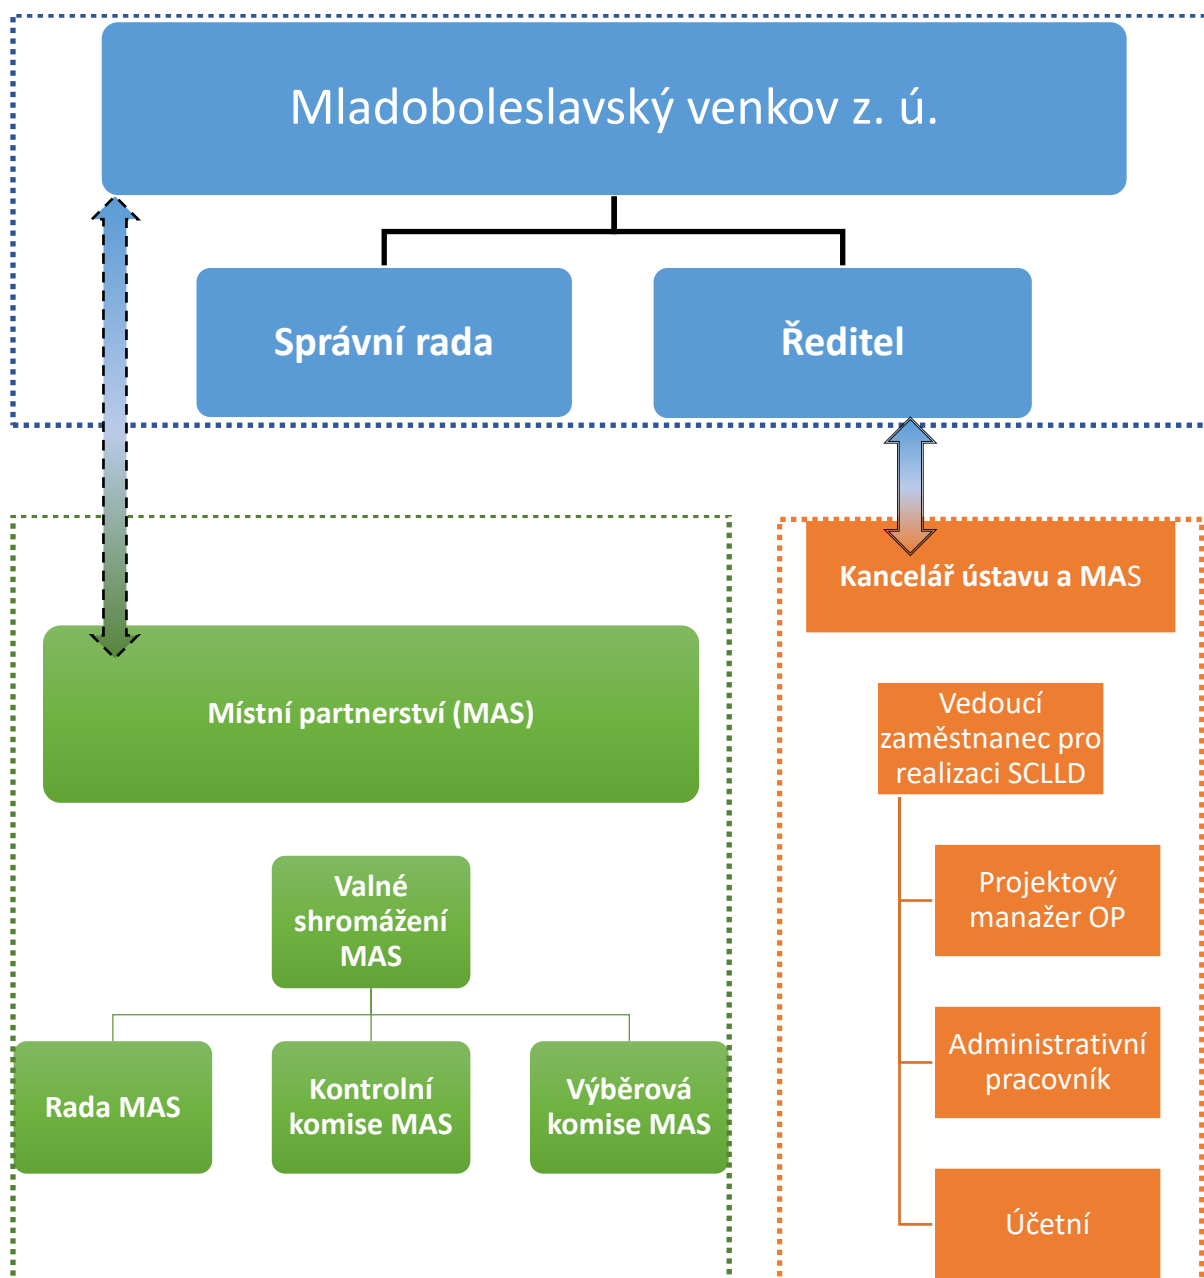 Mladoboleslavský venkov z. ú.
Správní rada
Ředitel
Kancelář ústavu a MAS
Místní partnerství (MAS)
Vedoucí
zaměstnanec pro
realizaci SCLLD
Valné
shromážení
MAS
Projektový
manažer OP
Rada MAS
Kontrolní
komise MAS
Výběrová
komise MAS
Administrativní
pracovník
Účetní